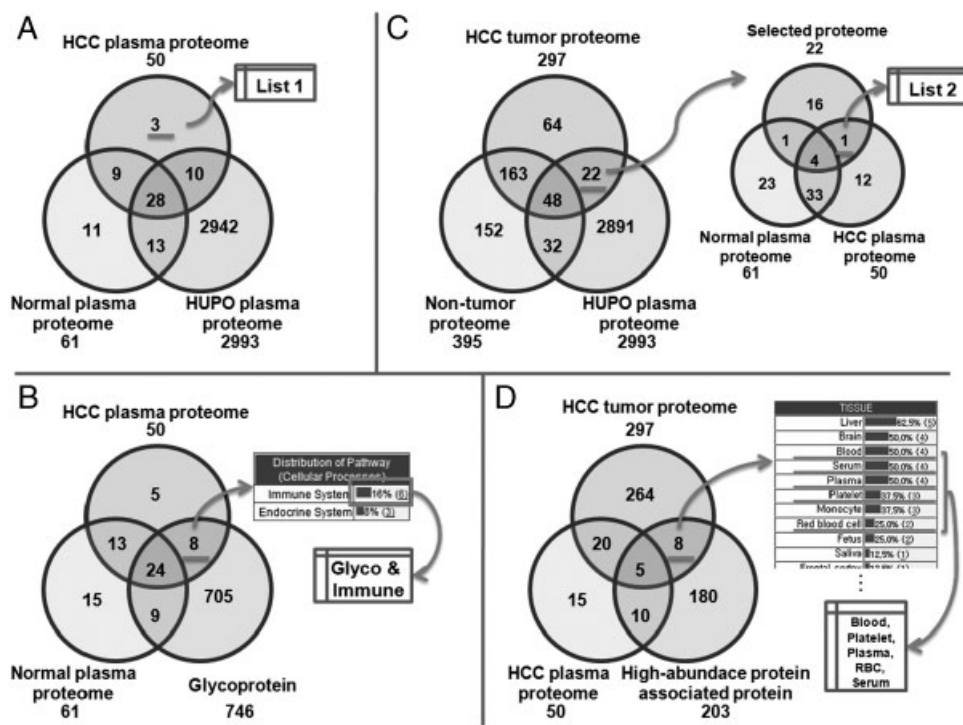 A
HCC plasma proteome
50
List 1
3
9
10
28
11
2942
13
Normal plasma
proteome
61
HUPO plasma
proteome
2993
C
HCC tumor proteome
297
64
163
22
48
152
2891
32
Non-tumor
proteome
395
HUPO plasma
proteome
2993
Selected proteome
22
List 2
16
1
1
4
23
12
33
Normal plasma
proteome
61
HCC plasma
proteome
50
B
HCC plasma proteome
50
Distribution of Pathway
(Cellular Processes)
Immune System 16% (6)
Endocrine System 8% (3)
5
13
8
24
15
705
9
Glyco &
Immune
Normal plasma
proteome
61
Glycoprotein
746
D
HCC tumor proteome
297
TISSUE
Liver 62,5% (5)
Brain 50,0% (4)
Blood 50,0% (4)
Serum 50,0% (4)
Plasma 50,0% (4)
Platelet 37,5% (3)
Monocyte 37,5% (3)
Red blood cell 25,0% (2)
Fetus 25,0% (2)
Saliva 12,5% (1)
264
20
8
5
15
180
10
HCC plasma
proteome
50
High-abundace protein
associated protein
203
Blood,
Platelet,
Plasma,
RBC,
Serum